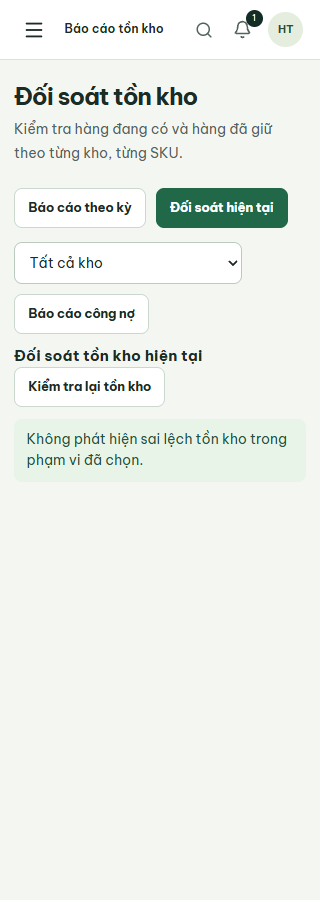 Báo cáo tồn kho
1
HT
Đối soát tồn kho
Kiểm tra hàng đang có và hàng đã giữ
theo từng kho, từng SKU.
Báo cáo theo kỳ
Đối soát hiện tại
Tất cả kho
Báo cáo công nợ
Đối soát tồn kho hiện tại
Kiểm tra lại tồn kho
Không phát hiện sai lệch tồn kho trong
phạm vi đã chọn.